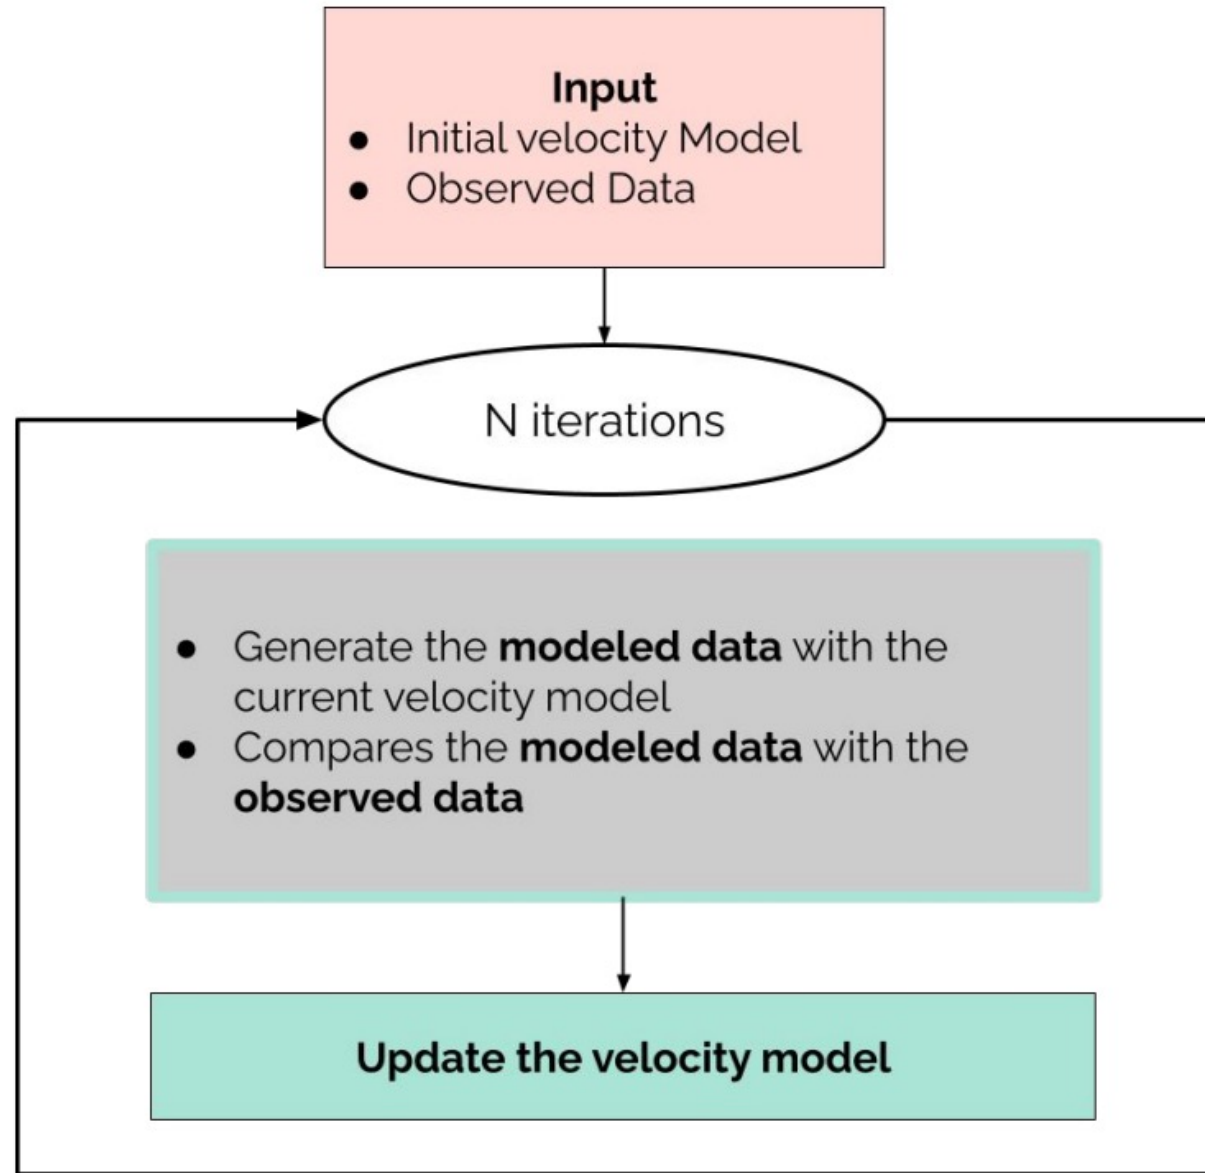 Input
● Initial velocity Model
● Observed Data
N iterations
● Generate the modeled data with the
current velocity model
● Compares the modeled data with the
observed data
Update the velocity model